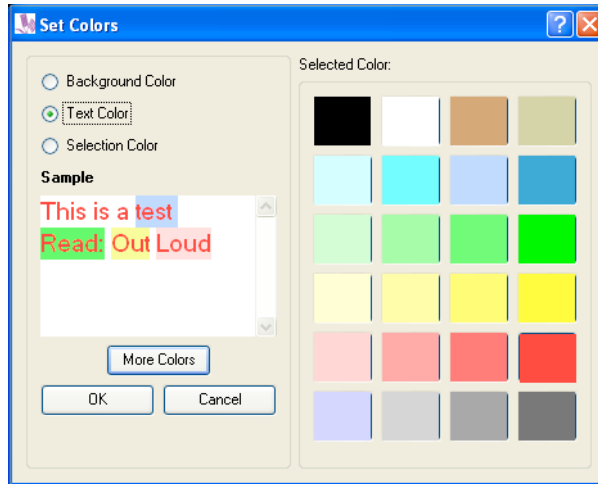 Set Colors
Background Color
Text Color
Selection Color
Sample
This is a test
Read: Out Loud
More Colors
OK
Cancel
Selected Color: